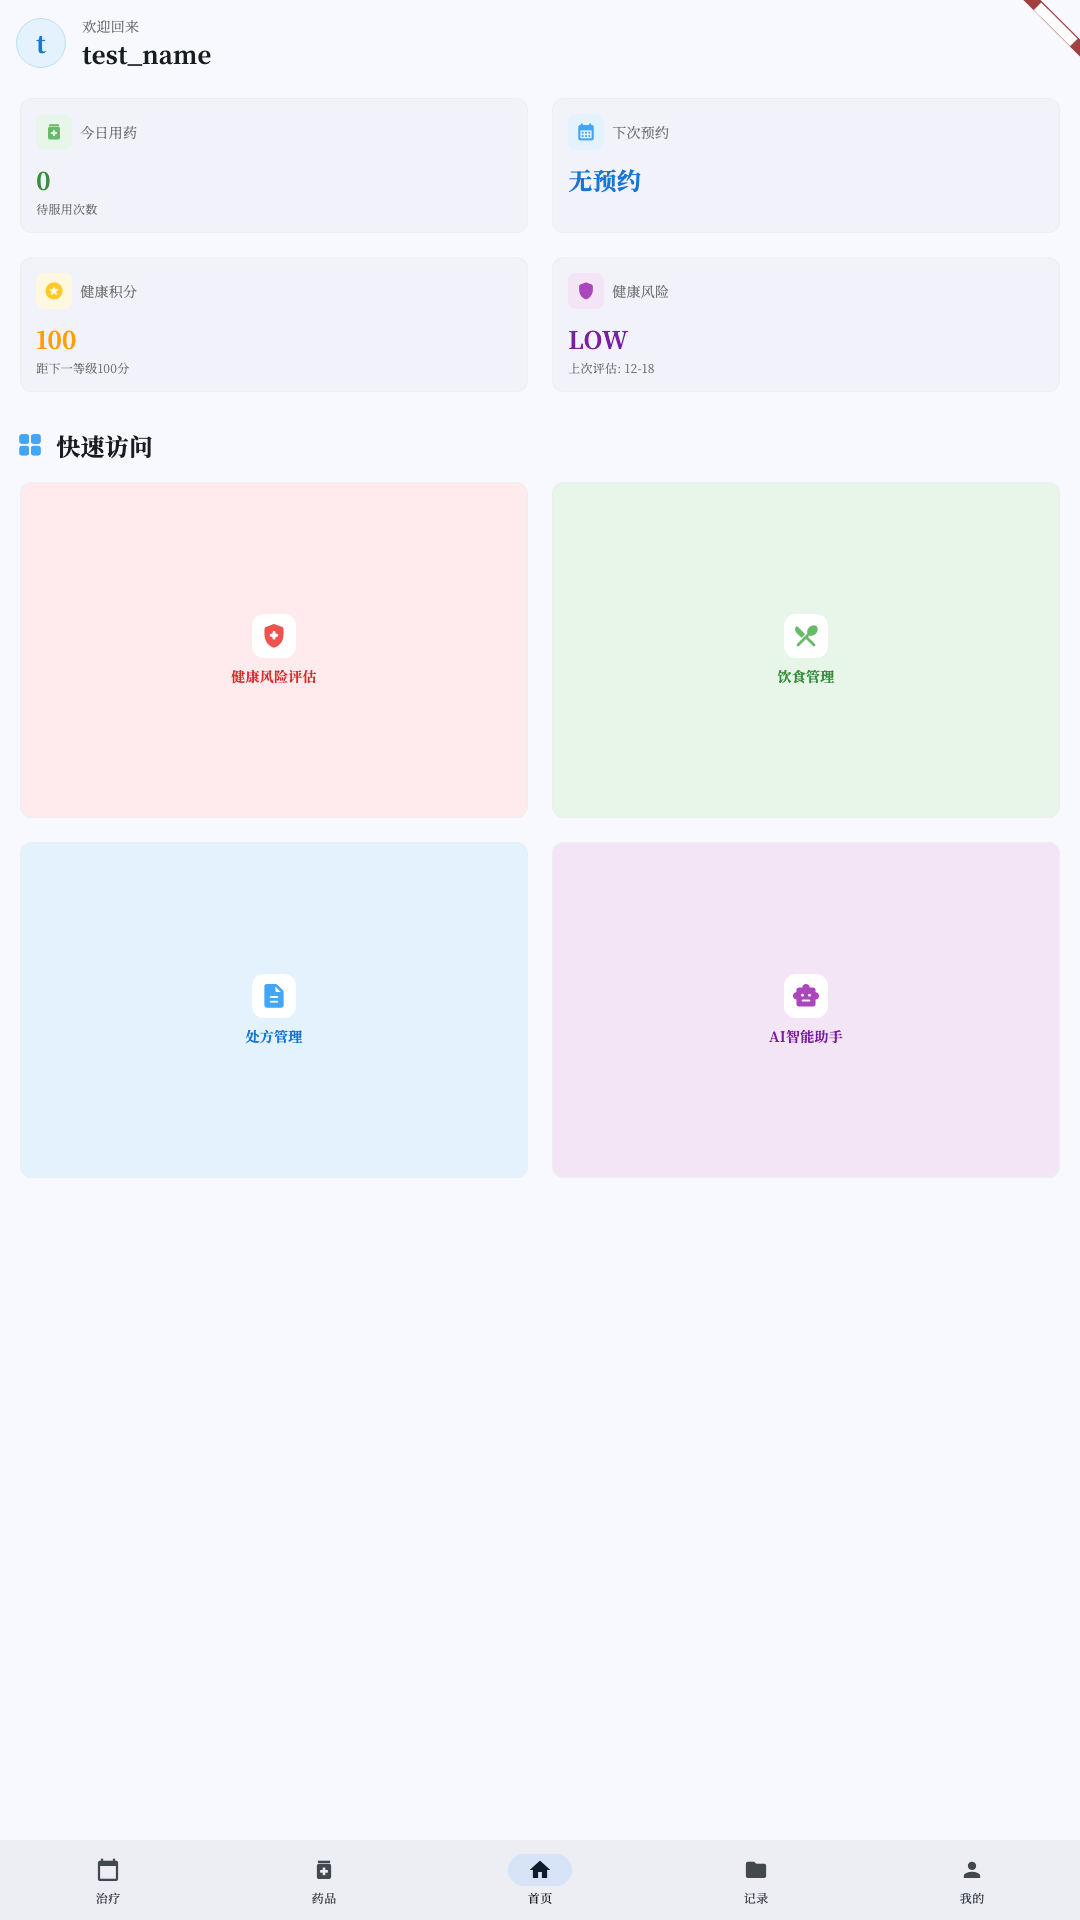 t
欢迎回来
test_name
今日用药
0
待服用次数
下次预约
无预约
健康积分
100
距下一等级100分
健康风险
LOW
上次评估: 12-18
快速访问
健康风险评估
饮食管理
处方管理
AI智能助手
治疗
药品
首页
记录
我的